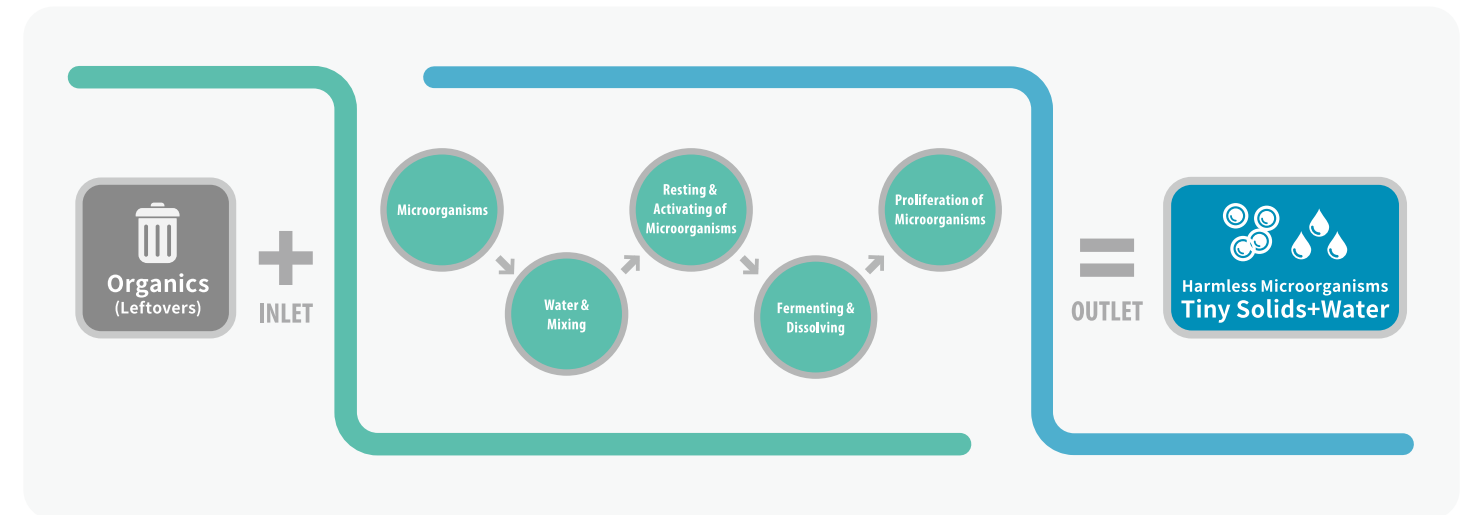 Organics
(Leftovers)
INLET
Microorganisms
Water &
Mixing
Resting &
Activating of
Microorganisms
Fermenting &
Dissolving
Proliferation of
Microorganisms
OUTLET
Harmless Microorganisms
Tiny Solids+Water